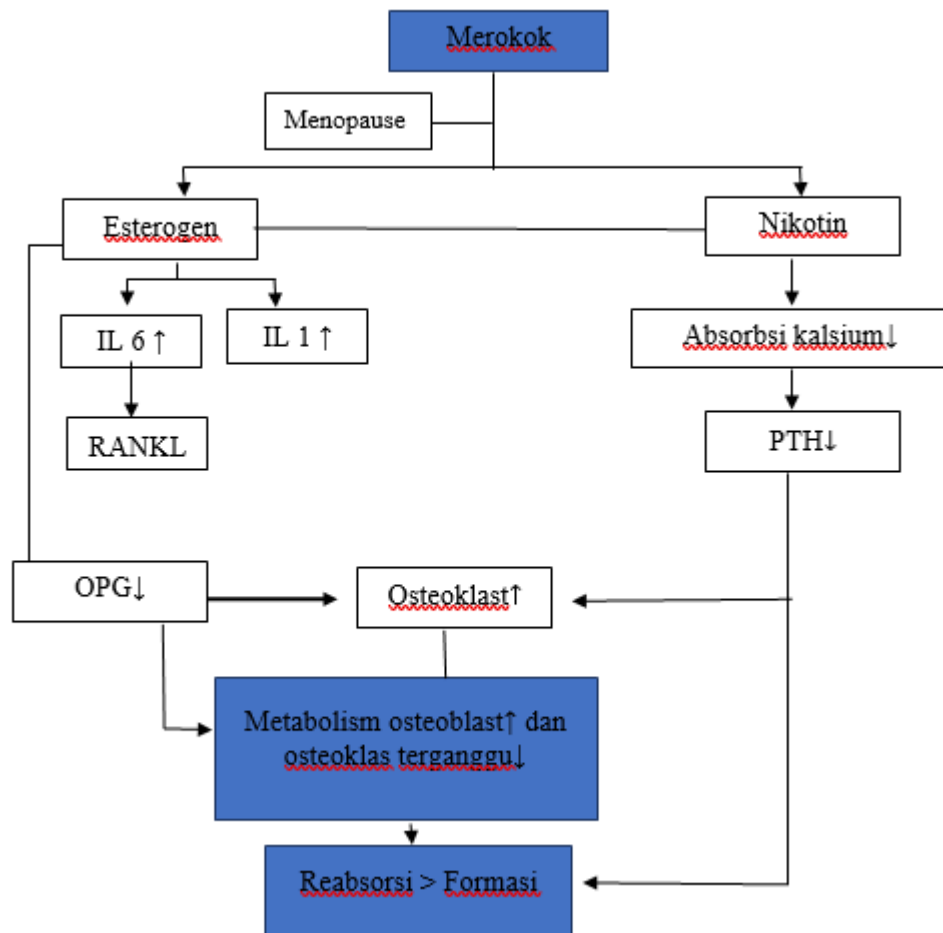 Merokok
Menopause
Esterogen
Nikotin
IL 6 ↑
IL 1 ↑
Absorbsi kalsium↓
RANKL
PTH↓
OPG↓
Osteoklast↑
Metabolism osteoblast↑ dan
osteoklas terganggu↓
Reabsorsi > Formasi